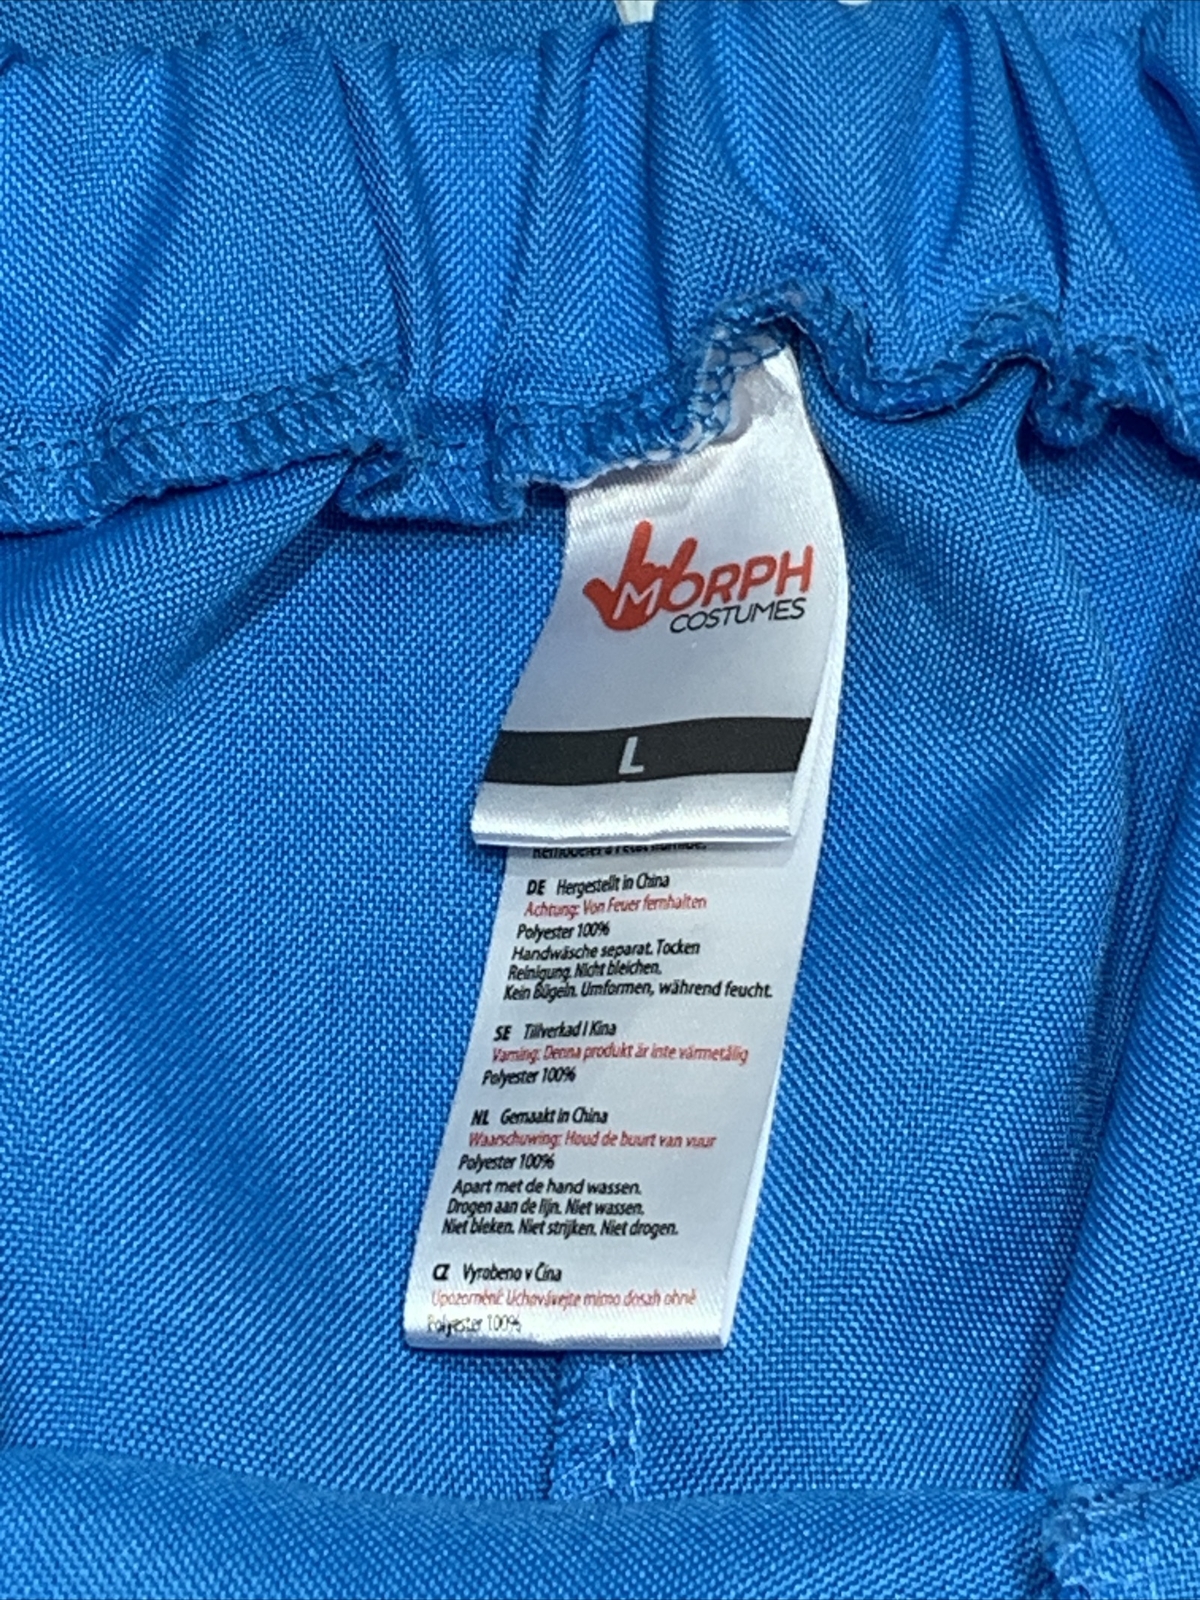 MORPH
COSTUMES
L
DE Hergestellt in China
Achtung: Von Feuer fernhalten
Polyester 100%
Handwäsche separat. Tocken
Reinigung. Nicht bleichen.
Kein Bügeln. Umformen, während feucht.
SE Tillverkad I Kina
Varning: Denna produkt är inte värmetålig
Polyester 100%
NL Gemaakt in China
Waarschuwing: Houd de buurt van vuur
Polyester 100%
Apart met de hand wassen.
Drogen aan de lijn. Niet wassen.
Niet bleken. Niet strijken. Niet drogen.
CZ Vyrobeno v Čína
Upozornění: Uchovávejte mimo dosah ohně
Polyester 100%